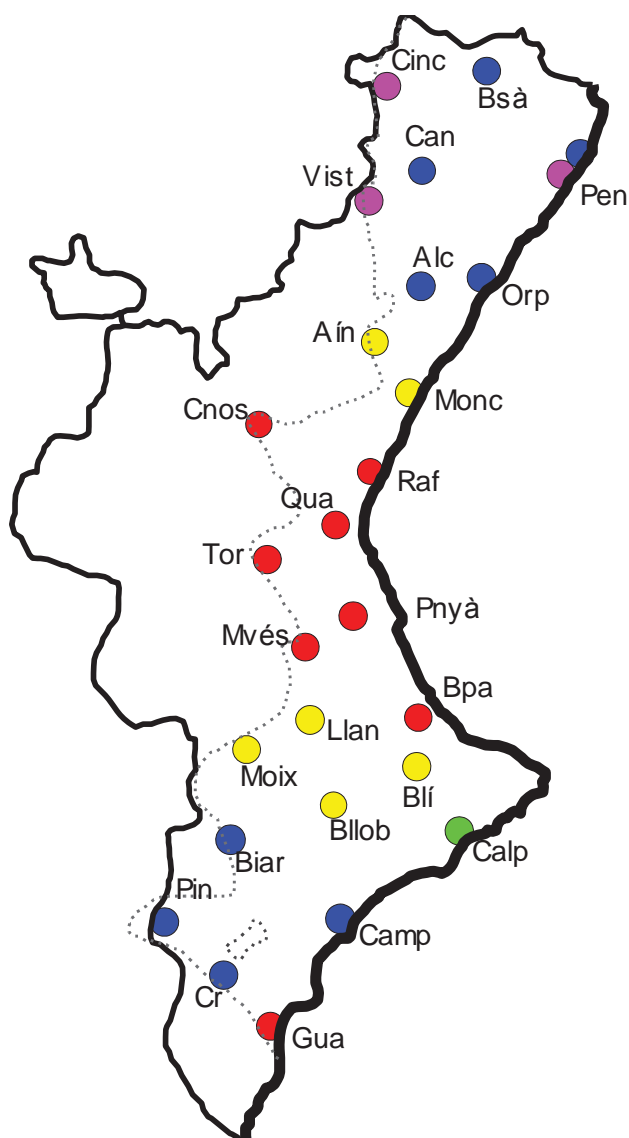 Cinc
Bsà
Can
Vist
Pen
Alc
Orp
Aín
Monc
Cnos
Raf
Qua
Tor
Pnyà
Mvés
Bpa
Llan
Moix
Blí
Bllob
Calp
Biar
Pin
Camp
Cr
Gua